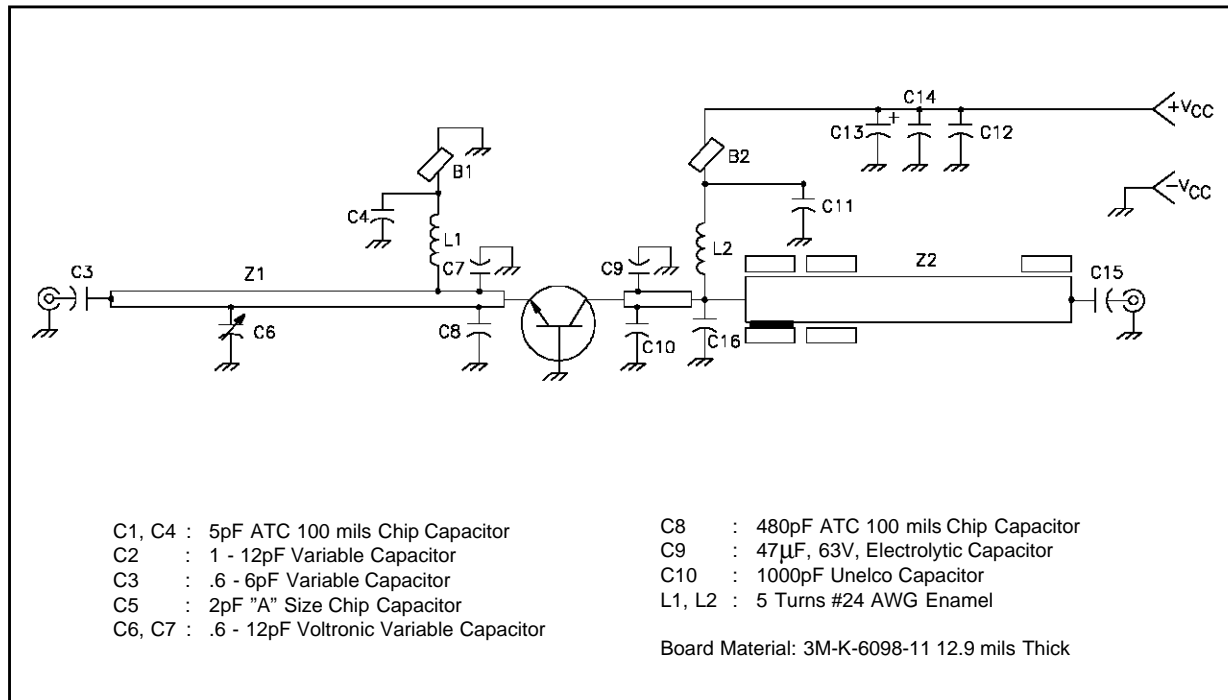 C14
+VCC
C13
+
C12
B1
B2
-VCC
C4
C11
L1
L2
C3
Z1
C7
C9
Z2
C15
C6
C8
C10
C16
C1, C4 : 5pF ATC 100 mils Chip Capacitor
C2 : 1 - 12pF Variable Capacitor
C3 : .6 - 6pF Variable Capacitor
C5 : 2pF ”A” Size Chip Capacitor
C6, C7 : .6 - 12pF Voltronic Variable Capacitor
C8 : 480pF ATC 100 mils Chip Capacitor
C9 : 47μF, 63V, Electrolytic Capacitor
C10 : 1000pF Unelco Capacitor
L1, L2 : 5 Turns #24 AWG Enamel
Board Material: 3M-K-6098-11 12.9 mils Thick